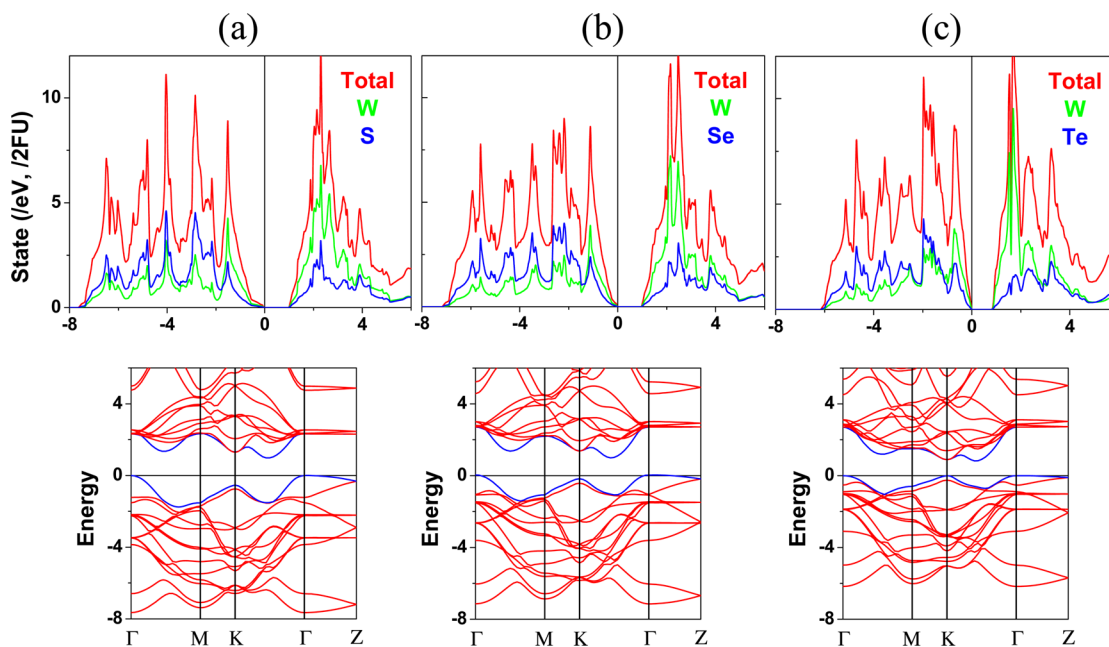 (a) (b) (c)
Total Total Total
W W W
S Se Te
State (/eV, /2FU)
10
5
0
-8 -4 0 4 -8 -4 0 4 8 -4 0 4
4
0
-4
-8
Energy
Γ M K Γ Z
4
0
-4
-8
Energy
Γ M K Γ Z
4
0
-4
-8
Energy
Γ M K Γ Z